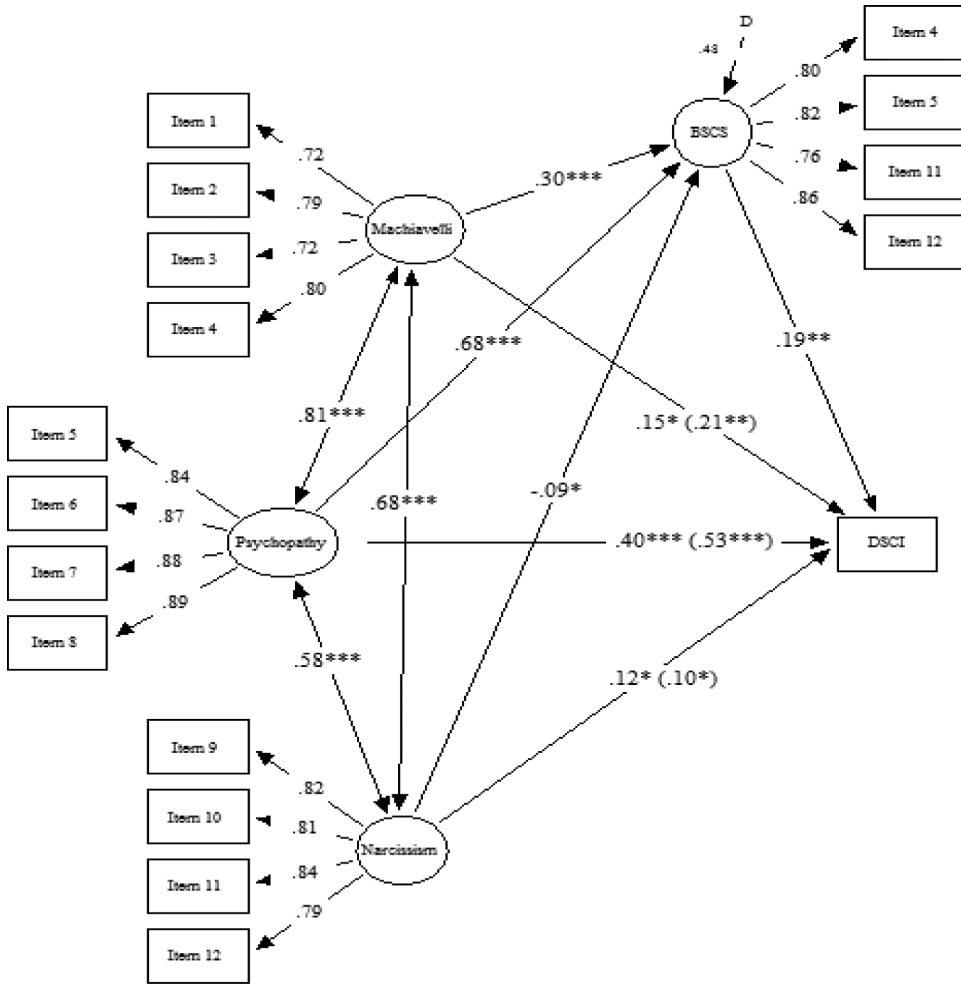 D
.48
Item 4
.80
Item 5
.82
BSCS
.76
Item 11
.86
Item 12
Item 1
.72
Item 2
.79
Machiavelli
Item 3
.72
.80
Item 4
.30***
.68***
.19**
.81***
.15* (.21**)
Item 5
.84
Item 6
.87
Psychopathy
Item 7
.88
.89
Item 8
.68***
-.09*
.40*** (.53***)
DSCI
.58***
.12* (.10*)
Item 9
.82
Item 10
.81
Narcissism
Item 11
.84
.79
Item 12